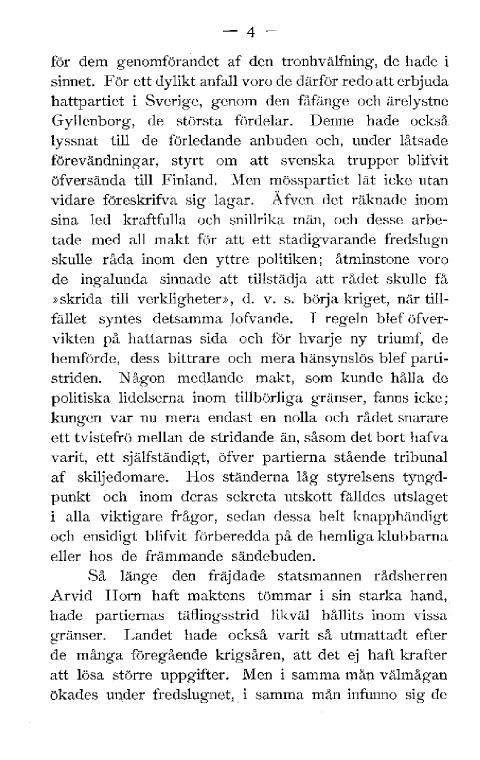 — 4 —
för dem genomförandet af den tronhvälfning, de hade i
sinnet. För ett dylikt anfall voro de därför redo att erbjuda
hattpartiet i Sverige, genom den fåfänge och ärelystne
Gyllenborg, de största fördelar. Denne hade också
lyssnat till de förledande anbuden och, under låtsade
förevändningar, styrt om att svenska trupper blifvit
öfversända till Finland. Men mösspartiet lät icke utan
vidare föreskrifva sig lagar. Äfven det räknade inom
sina led kraftfulla och snillrika män, och desse arbe-
tade med all makt för att ett stadigvarande fredslugn
skulle råda inom den yttre politiken; åtminstone voro
de ingalunda sinnade att tillstädja att rådet skulle få
»skrida till verkligheter», d. v. s. börja kriget, när till-
fället syntes detsamma lofvande. I regeln blef öfver-
vikten på hattarnas sida och för hvarje ny triumf, de
hemförde, dess bittrare och mera hänsynslös blef parti-
striden. Någon medlande makt, som kunde hålla de
politiska lidelserna inom tillbörliga gränser, fanns icke;
kungen var nu mera endast en nolla och rådet snarare
ett tvistefrö mellan de stridande än, såsom det bort hafva
varit, ett själfständigt, öfver partierna stående tribunal
af skiljedomare. Hos ständerna låg styrelsens tyngd-
punkt och inom deras sekreta utskott fälldes utslaget
i alla viktigare frågor, sedan dessa helt knapphändigt
och ensidigt blifvit förberedda på de hemliga klubbarna
eller hos de främmande sändebuden.
Så länge den fräjdade statsmannen rådsherren
Arvid Horn haft maktens tömmar i sin starka hand,
hade partiernas täflingsstrid likväl hållits inom vissa
gränser. Landet hade också varit så utmattadt efter
de många föregående krigsåren, att det ej haft krafter
att lösa större uppgifter. Men i samma mån välmågan
ökades under fredslugnet, i samma mån infunno sig de